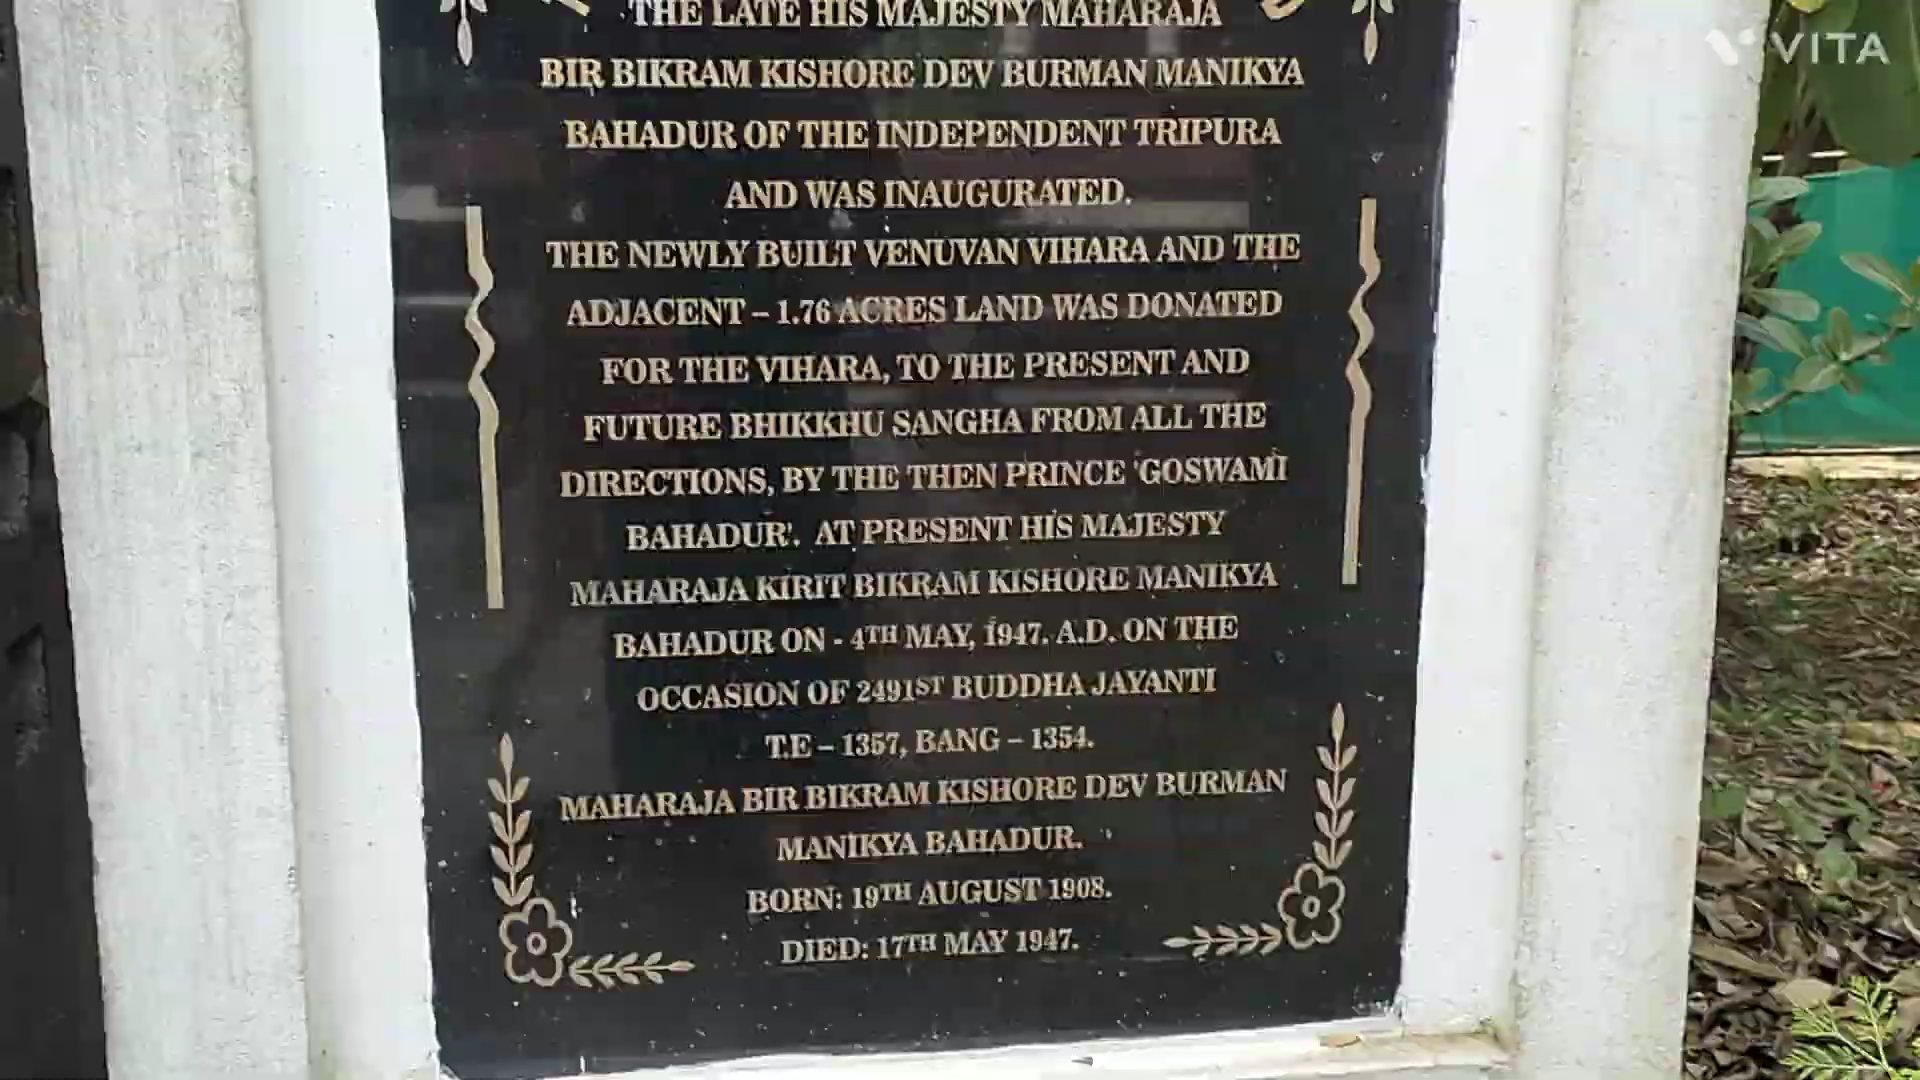 THE LATE HIS MAJESTY MAHARAJA
BIR BIKRAM KISHORE DEV BURMAN MANIKYA
BAHADUR OF THE INDEPENDENT TRIPURA
AND WAS INAUGURATED.
THE NEWLY BUILT VENUVAN VIHARA AND THE
ADJACENT – 1.76 ACRES LAND WAS DONATED
FOR THE VIHARA, TO THE PRESENT AND
FUTURE BHIKKHU SANGHA FROM ALL THE
DIRECTIONS, BY THE THEN PRINCE 'GOSWAMI
BAHADUR'. AT PRESENT HIS MAJESTY
MAHARAJA KIRIT BIKRAM KISHORE MANIKYA
BAHADUR ON - 4TH MAY, 1947. A.D. ON THE
OCCASION OF 2491ST BUDDHA JAYANTI
T.E – 1357, BANG – 1354.
MAHARAJA BIR BIKRAM KISHORE DEV BURMAN
MANIKYA BAHADUR.
BORN: 19TH AUGUST 1908.
DIED: 17TH MAY 1947.
VITA